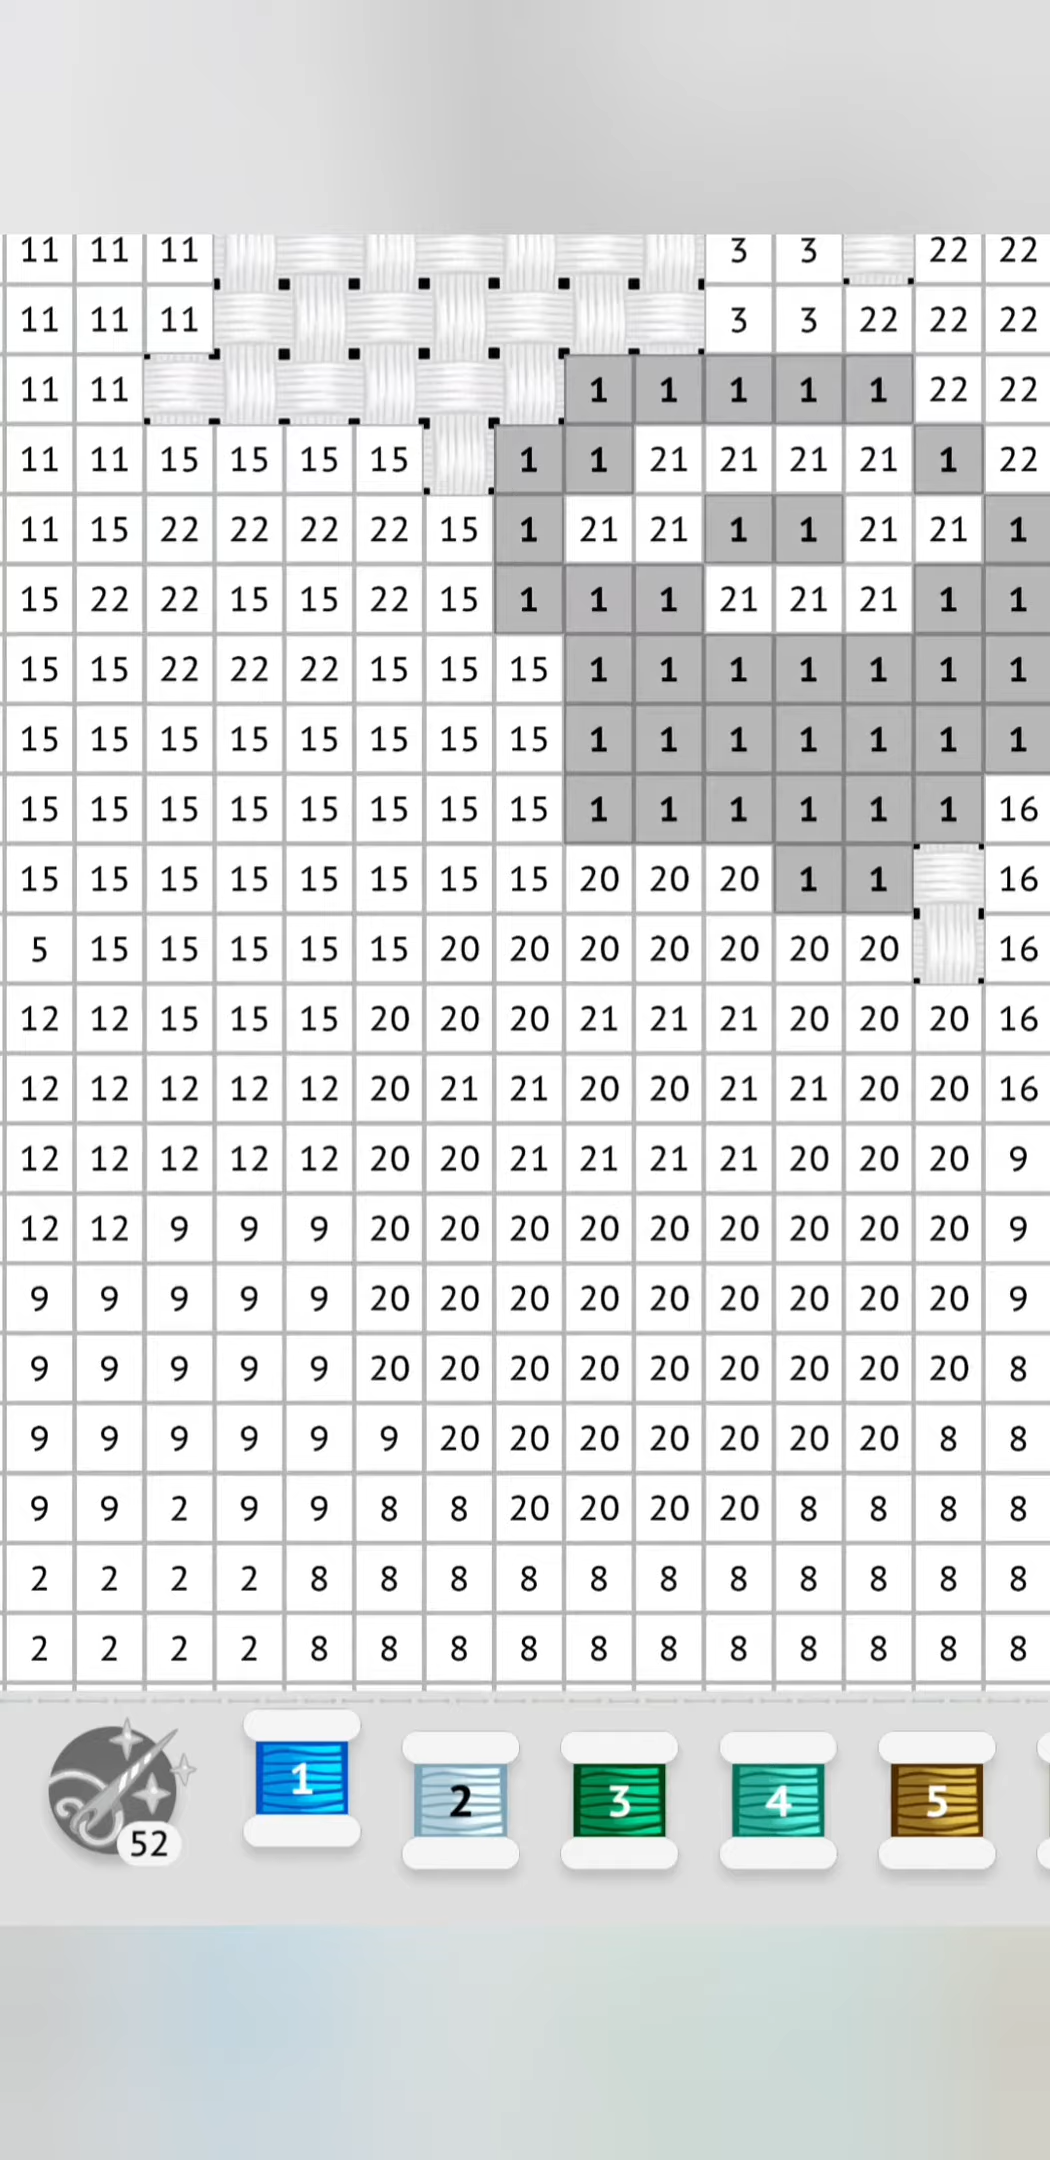 11 11 11 3 3 22 22
11 11 11 3 3 22 22 22
11 11 1 1 1 1 1 22 22
11 11 15 15 15 15 1 1 21 21 21 21 1 22
11 15 22 22 22 22 15 1 21 21 1 1 21 21 1
15 22 22 15 15 22 15 1 1 1 21 21 21 1 1
15 15 22 22 22 15 15 15 1 1 1 1 1 1 1
15 15 15 15 15 15 15 15 1 1 1 1 1 1 1
15 15 15 15 15 15 15 15 1 1 1 1 1 1 16
15 15 15 15 15 15 15 15 20 20 20 1 1 16
5 15 15 15 15 15 20 20 20 20 20 20 20 16
12 12 15 15 15 20 20 20 21 21 21 20 20 20 16
12 12 12 12 12 20 21 21 20 20 21 21 20 20 16
12 12 12 12 12 20 20 21 21 21 21 20 20 20 9
12 12 9 9 9 20 20 20 20 20 20 20 20 20 9
9 9 9 9 9 20 20 20 20 20 20 20 20 20 9
9 9 9 9 9 20 20 20 20 20 20 20 20 20 8
9 9 9 9 9 9 20 20 20 20 20 20 20 8 8
9 9 2 9 9 8 8 20 20 20 20 8 8 8 8
2 2 2 2 8 8 8 8 8 8 8 8 8 8 8
2 2 2 2 8 8 8 8 8 8 8 8 8 8 8
1 2 3 4 5
52